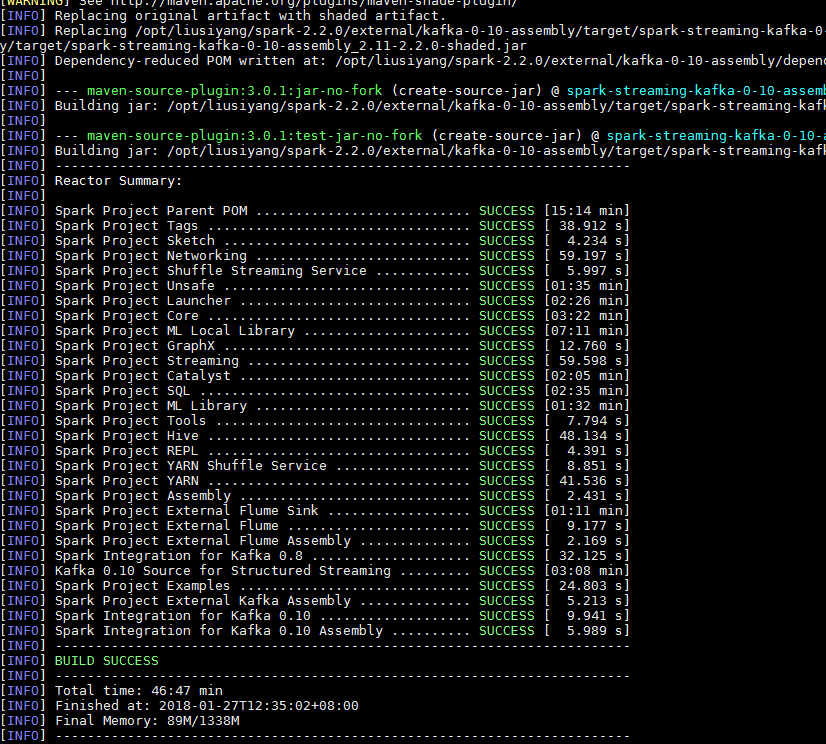 [WARNING] See http://maven.apache.org/plugins/maven-shade-plugin/
[INFO] Replacing original artifact with shaded artifact.
[INFO] Replacing /opt/liusiyang/spark-2.2.0/external/kafka-0-10-assembly/target/spark-streaming-kafka-0-
y/target/spark-streaming-kafka-0-10-assembly_2.11-2.2.0-shaded.jar
[INFO] Dependency-reduced POM written at: /opt/liusiyang/spark-2.2.0/external/kafka-0-10-assembly/depend
[INFO]
[INFO] --- maven-source-plugin:3.0.1:jar-no-fork (create-source-jar) @ spark-streaming-kafka-0-10-assemb
[INFO] Building jar: /opt/liusiyang/spark-2.2.0/external/kafka-0-10-assembly/target/spark-streaming-kafk
[INFO]
[INFO] --- maven-source-plugin:3.0.1:test-jar-no-fork (create-source-jar) @ spark-streaming-kafka-0-10-a
[INFO] Building jar: /opt/liusiyang/spark-2.2.0/external/kafka-0-10-assembly/target/spark-streaming-kafk
[INFO] ------------------------------------------------------------------------
[INFO] Reactor Summary:
[INFO]
[INFO] Spark Project Parent POM ........................... SUCCESS [15:14 min]
[INFO] Spark Project Tags ................................. SUCCESS [ 38.912 s]
[INFO] Spark Project Sketch ............................... SUCCESS [  4.234 s]
[INFO] Spark Project Networking ........................... SUCCESS [ 59.197 s]
[INFO] Spark Project Shuffle Streaming Service ............ SUCCESS [  5.997 s]
[INFO] Spark Project Unsafe ............................... SUCCESS [01:35 min]
[INFO] Spark Project Launcher ............................. SUCCESS [02:26 min]
[INFO] Spark Project Core ................................. SUCCESS [03:22 min]
[INFO] Spark Project ML Local Library ..................... SUCCESS [07:11 min]
[INFO] Spark Project GraphX ............................... SUCCESS [ 12.760 s]
[INFO] Spark Project Streaming ............................ SUCCESS [ 59.598 s]
[INFO] Spark Project Catalyst ............................. SUCCESS [02:05 min]
[INFO] Spark Project SQL .................................. SUCCESS [02:35 min]
[INFO] Spark Project ML Library ........................... SUCCESS [01:32 min]
[INFO] Spark Project Tools ................................ SUCCESS [  7.794 s]
[INFO] Spark Project Hive ................................. SUCCESS [ 48.134 s]
[INFO] Spark Project REPL ................................. SUCCESS [  4.391 s]
[INFO] Spark Project YARN Shuffle Service ................. SUCCESS [  8.851 s]
[INFO] Spark Project YARN ................................. SUCCESS [ 41.536 s]
[INFO] Spark Project Assembly ............................. SUCCESS [  2.431 s]
[INFO] Spark Project External Flume Sink .................. SUCCESS [01:11 min]
[INFO] Spark Project External Flume ....................... SUCCESS [  9.177 s]
[INFO] Spark Project External Flume Assembly .............. SUCCESS [  2.169 s]
[INFO] Spark Integration for Kafka 0.8 .................... SUCCESS [ 32.125 s]
[INFO] Kafka 0.10 Source for Structured Streaming ......... SUCCESS [03:08 min]
[INFO] Spark Project Examples ............................. SUCCESS [ 24.803 s]
[INFO] Spark Project External Kafka Assembly .............. SUCCESS [  5.213 s]
[INFO] Spark Integration for Kafka 0.10 ................... SUCCESS [  9.941 s]
[INFO] Spark Integration for Kafka 0.10 Assembly .......... SUCCESS [  5.989 s]
[INFO] ------------------------------------------------------------------------
[INFO] BUILD SUCCESS
[INFO] ------------------------------------------------------------------------
[INFO] Total time: 46:47 min
[INFO] Finished at: 2018-01-27T12:35:02+08:00
[INFO] Final Memory: 89M/1338M
[INFO] ------------------------------------------------------------------------